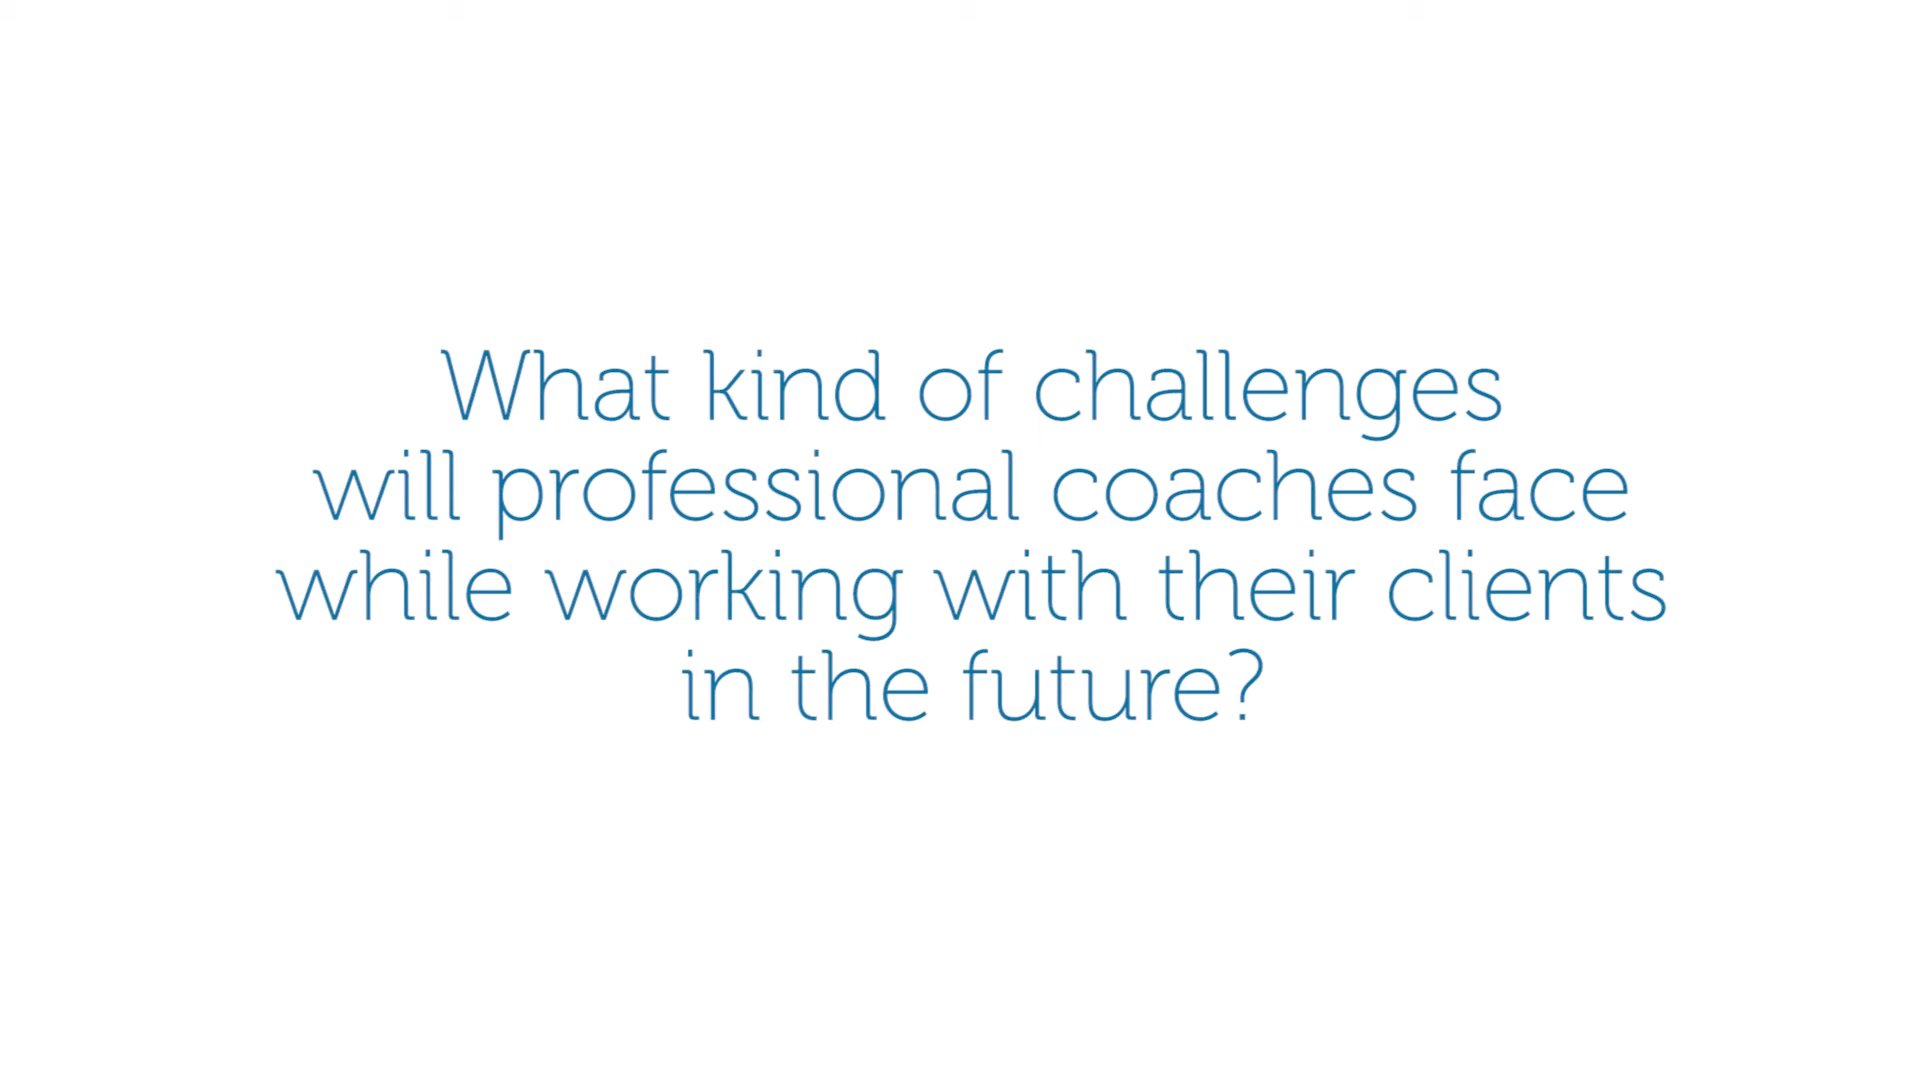 What kind of challenges
will professional coaches face
while working with their clients
in the future?